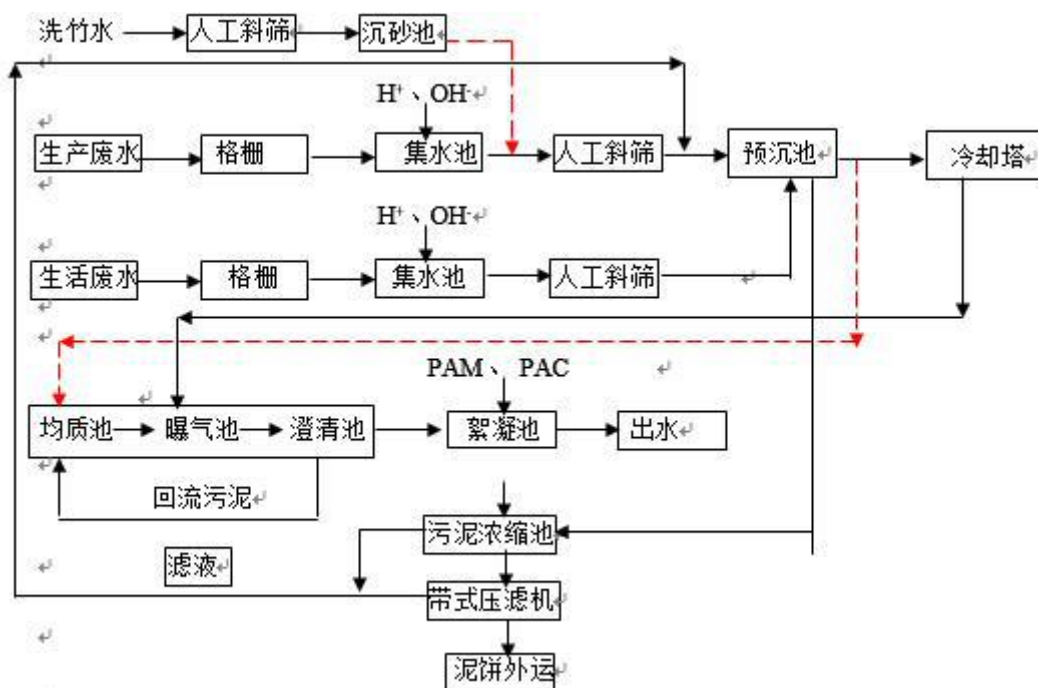 洗竹水 人工斜筛 沉砂池
H⁺、OH⁻
生产废水 格栅 集水池 人工斜筛 预沉池 冷却塔
H⁺、OH⁻
生活废水 格栅 集水池 人工斜筛
PAM、PAC
均质池 曝气池 澄清池 絮凝池 出水
回流污泥
污泥浓缩池
滤液
带式压滤机
泥饼外运